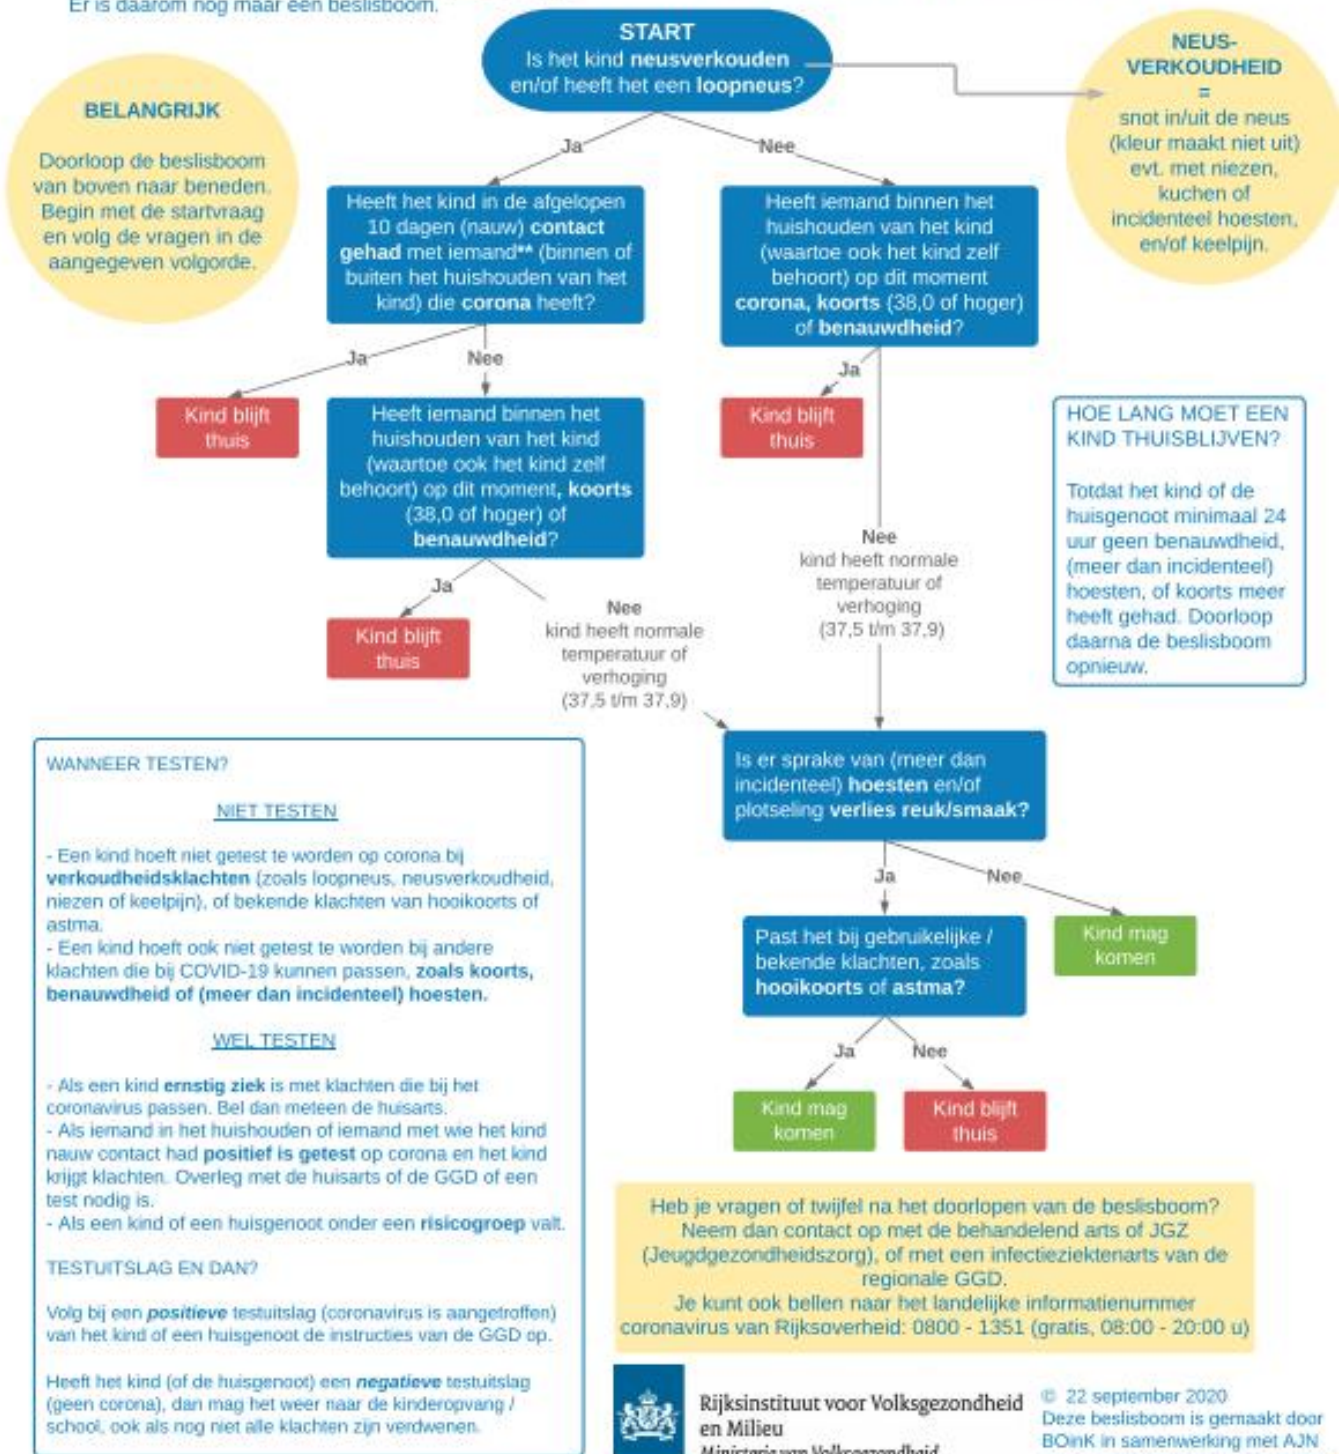 Er is daarom nog maar één beslisboom.
START
Is het kind neusverkouden
en/of heeft het een loopneus?
NEUS-
VERKOUDHEID
=
snot in/uit de neus
(kleur maakt niet uit)
evt. met niezen,
kuchen of
incidenteel hoesten,
en/of keelpijn.
BELANGRIJK
Doorloop de beslisboom
van boven naar beneden.
Begin met de startvraag
en volg de vragen in de
aangegeven volgorde.
Ja
Nee
Heeft het kind in de afgelopen
10 dagen (nauw) contact
gehad met iemand** (binnen of
buiten het huishouden van het
kind) die corona heeft?
Heeft iemand binnen het
huishouden van het kind
(waartoe ook het kind zelf
behoort) op dit moment
corona, koorts (38,0 of hoger)
of benauwdheid?
Ja
Nee
Ja
Kind blijft
thuis
Heeft iemand binnen het
huishouden van het kind
(waartoe ook het kind zelf
behoort) op dit moment, koorts
(38,0 of hoger) of
benauwdheid?
Kind blijft
thuis
HOE LANG MOET EEN
KIND THUISBLIJVEN?
Totdat het kind of de
huisgenoot minimaal 24
uur geen benauwdheid,
(meer dan incidenteel)
hoesten, of koorts meer
heeft gehad. Doorloop
daarna de beslisboom
opnieuw.
Nee
kind heeft normale
temperatuur of
verhoging
(37,5 t/m 37,9)
Ja
Kind blijft
thuis
Nee
kind heeft normale
temperatuur of
verhoging
(37,5 t/m 37,9)
Is er sprake van (meer dan
incidenteel) hoesten en/of
plotseling verlies reuk/smaak?
Ja
Nee
Past het bij gebruikelijke /
bekende klachten, zoals
hooikoorts of astma?
Kind mag
komen
Ja
Nee
Kind mag
komen
Kind blijft
thuis
WANNEER TESTEN?
NIET TESTEN
- Een kind hoeft niet getest te worden op corona bij
verkoudheidsklachten (zoals loopneus, neusverkoudheid,
niezen of keelpijn), of bekende klachten van hooikoorts of
astma.
- Een kind hoeft ook niet getest te worden bij andere
klachten die bij COVID-19 kunnen passen, zoals koorts,
benauwdheid of (meer dan incidenteel) hoesten.
WEL TESTEN
- Als een kind ernstig ziek is met klachten die bij het
coronavirus passen. Bel dan meteen de huisarts.
- Als iemand in het huishouden of iemand met wie het kind
nauw contact had positief is getest op corona en het kind
krijgt klachten. Overleg met de huisarts of de GGD of een
test nodig is.
- Als een kind of een huisgenoot onder een risicogroep valt.
TESTUITSLAG EN DAN?
Volg bij een positieve testuitslag (coronavirus is aangetroffen)
van het kind of een huisgenoot de instructies van de GGD op.
Heeft het kind (of de huisgenoot) een negatieve testuitslag
(geen corona), dan mag het weer naar de kinderopvang /
school, ook als nog niet alle klachten zijn verdwenen.
Heb je vragen of twijfel na het doorlopen van de beslisboom?
Neem dan contact op met de behandelend arts of JGZ
(Jeugdgezondheidszorg), of met een infectieziektenarts van de
regionale GGD.
Je kunt ook bellen naar het landelijke informatienummer
coronavirus van Rijksoverheid: 0800 - 1351 (gratis, 08:00 - 20:00 u)
Rijksinstituut voor Volksgezondheid
en Milieu
Ministerie van Volksgezondheid
© 22 september 2020
Deze beslisboom is gemaakt door
BOinK in samenwerking met AJN